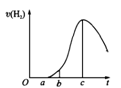 υ(H₂)
O a b c t